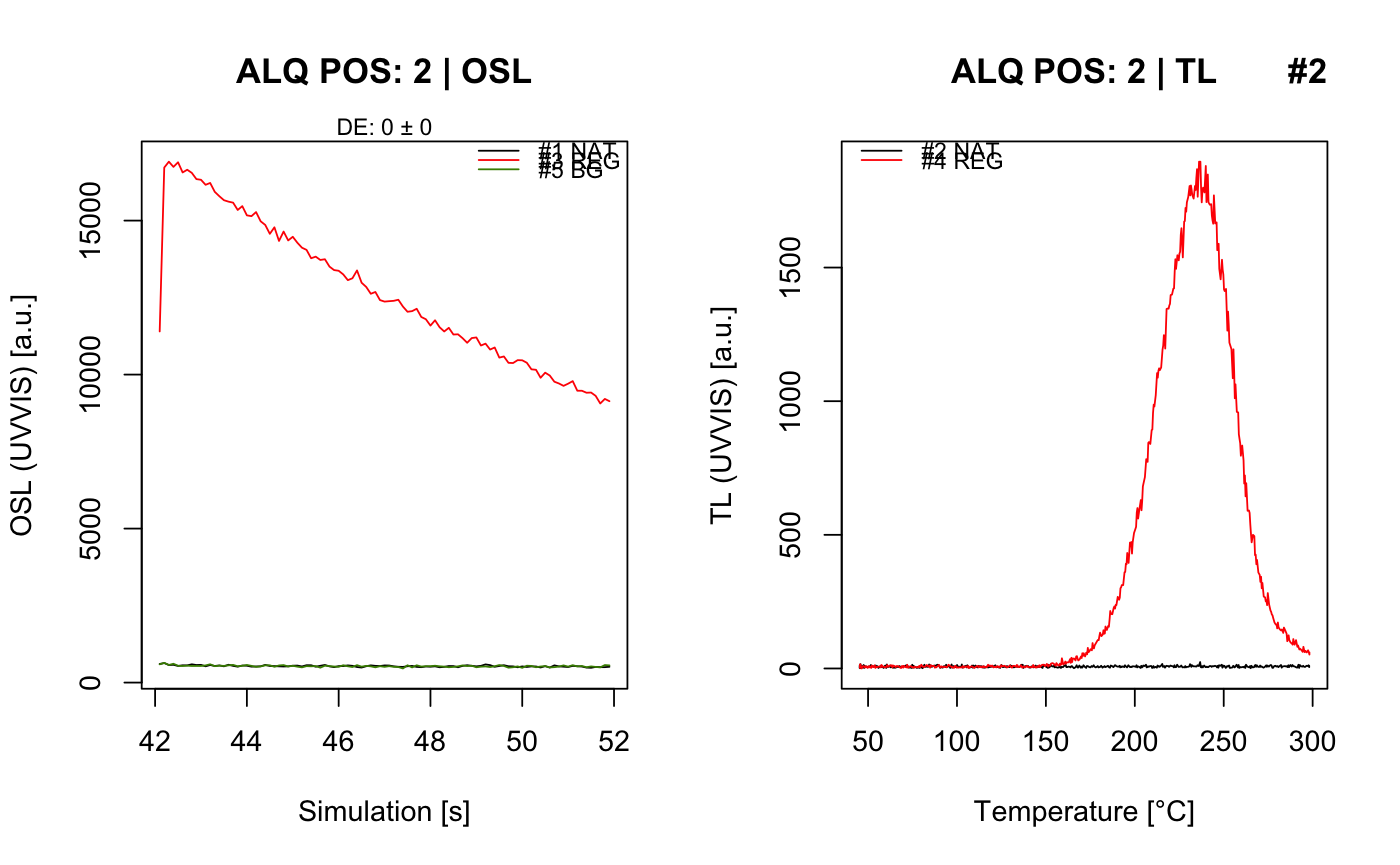 ALQ POS: 2 | OSL
DE: 0 ± 0
#1 NAT
#3 REG
#5 BG
OSL (UVVIS) [a.u.]
15000
10000
5000
0
42 44 46 48 50 52
Simulation [s]
ALQ POS: 2 | TL #2
#2 NAT
#4 REG
TL (UVVIS) [a.u.]
1500
1000
500
0
50 100 150 200 250 300
Temperature [°C]